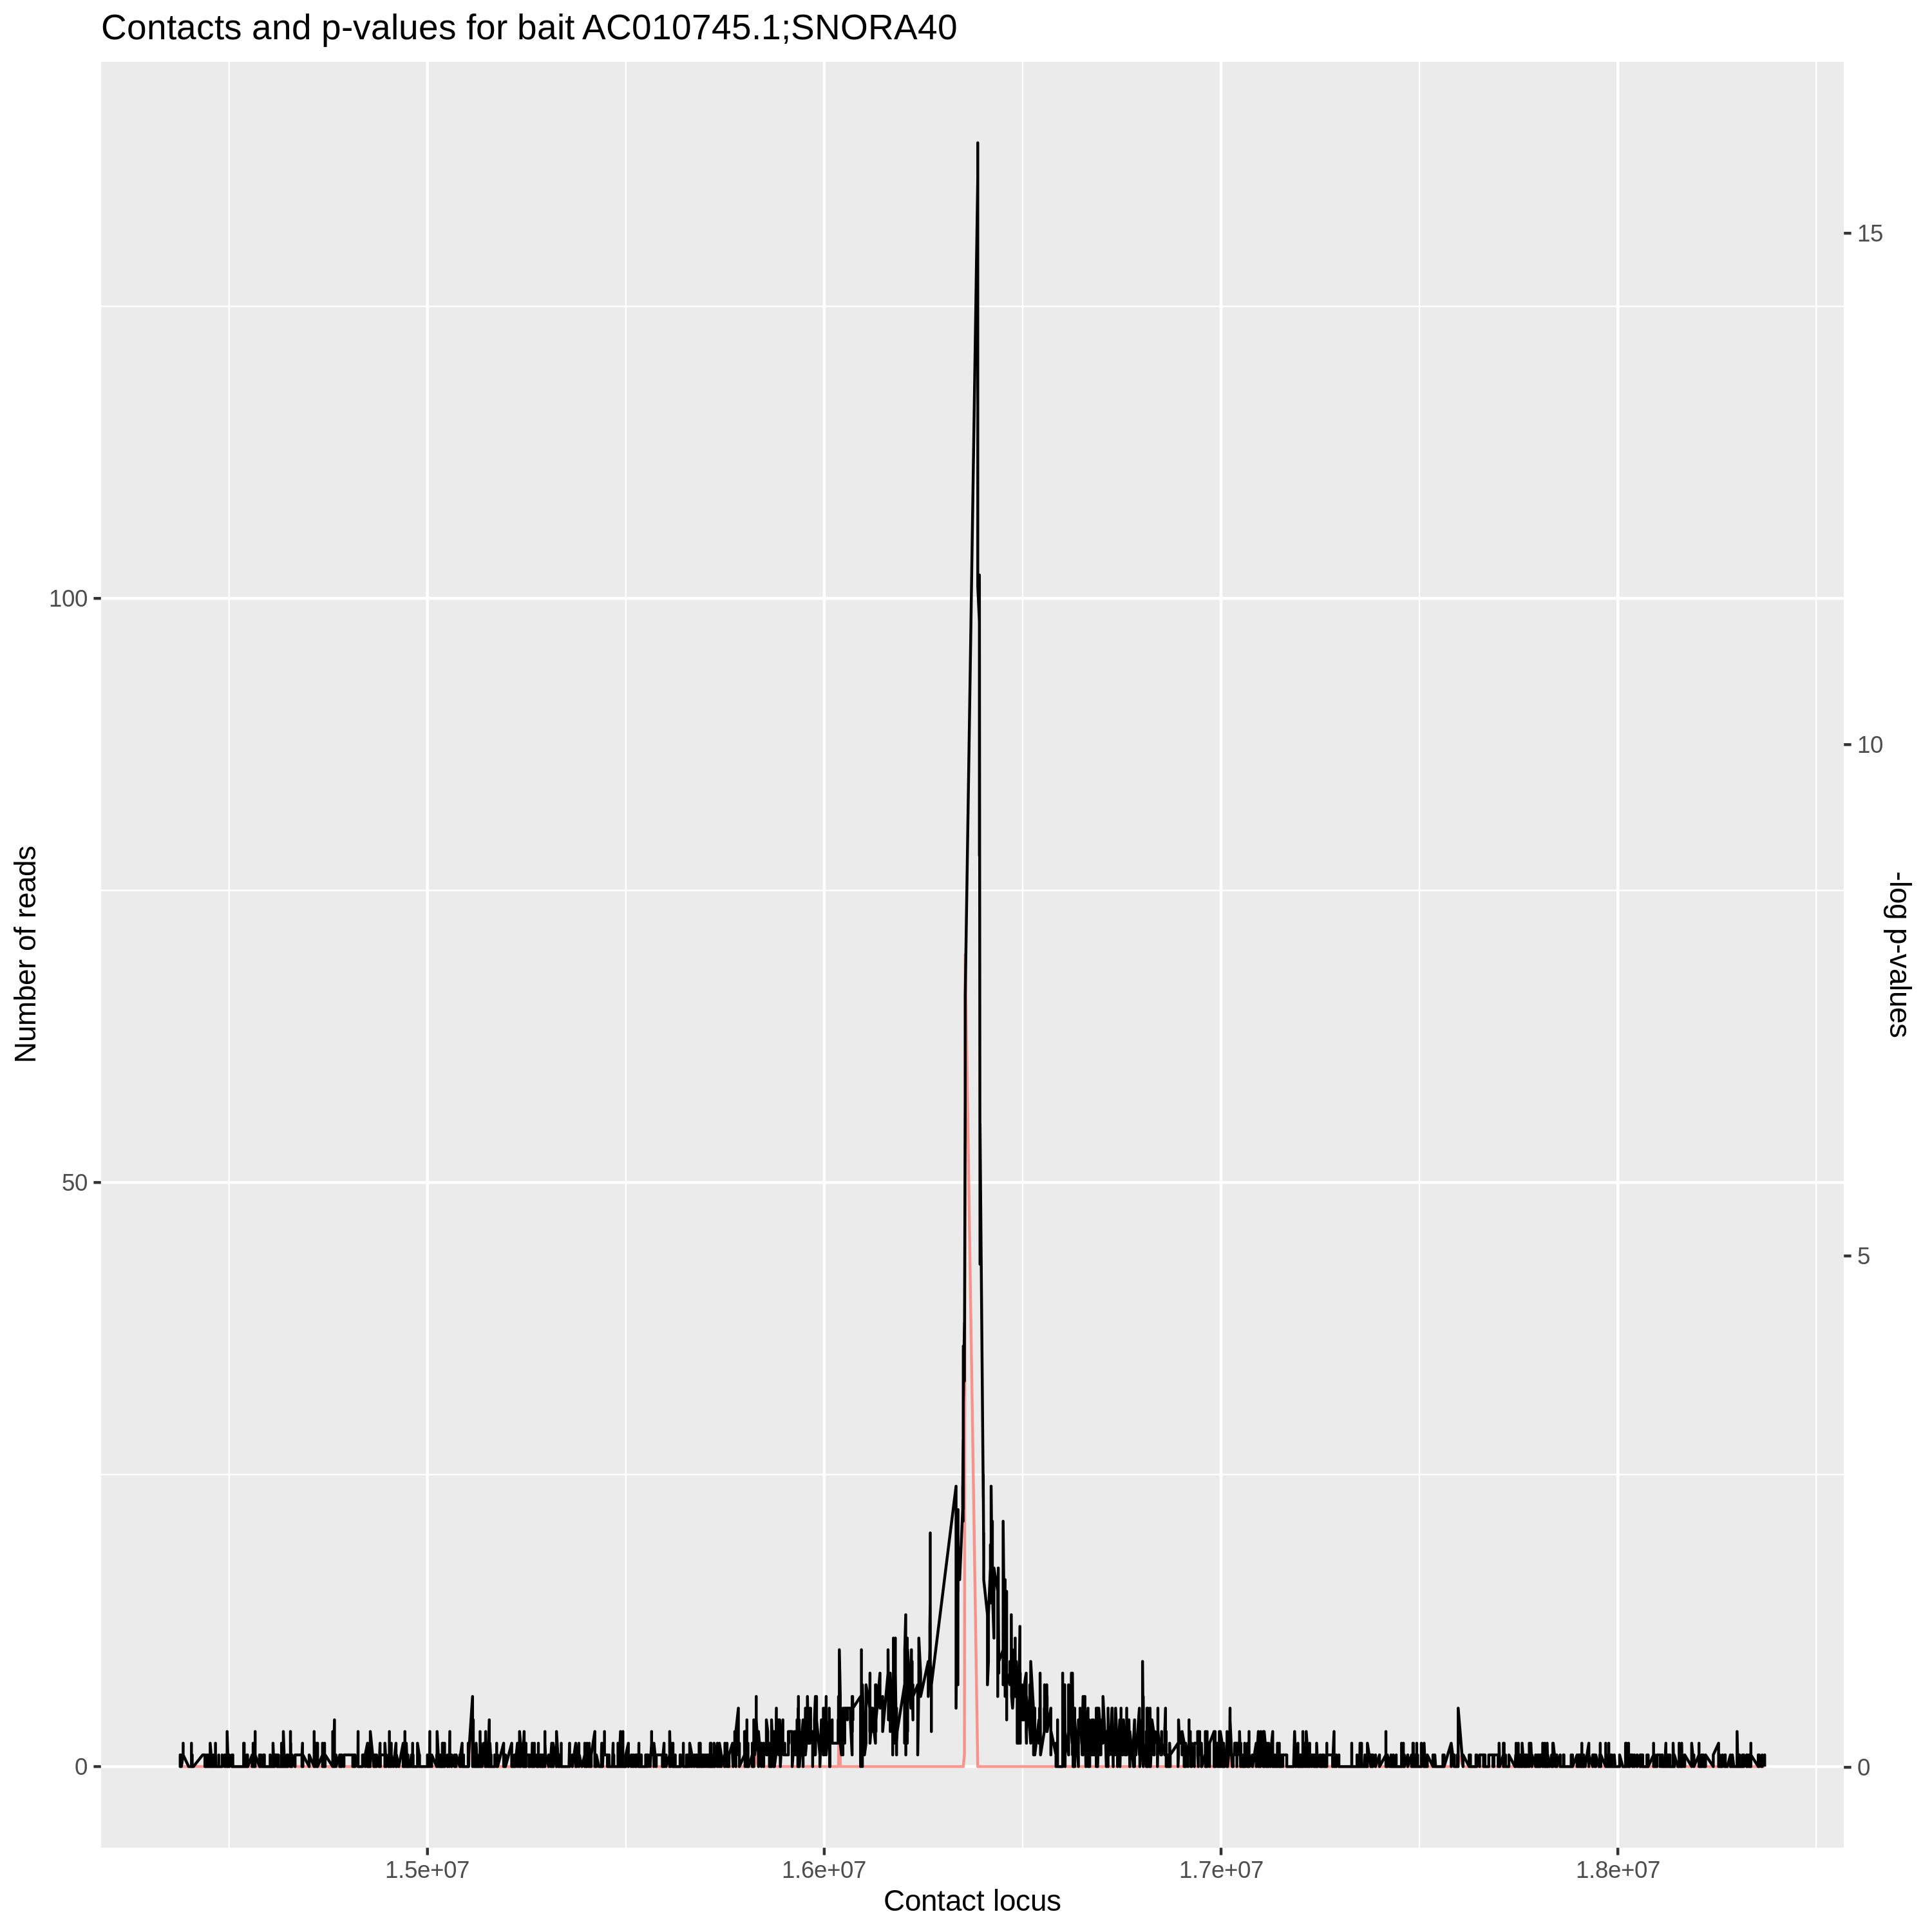 Contacts and p-values for bait AC010745.1;SNORA40
15
100
10
Number of reads
-log p-values
50
5
0
0
1.5e+07
1.6e+07
1.7e+07
1.8e+07
Contact locus